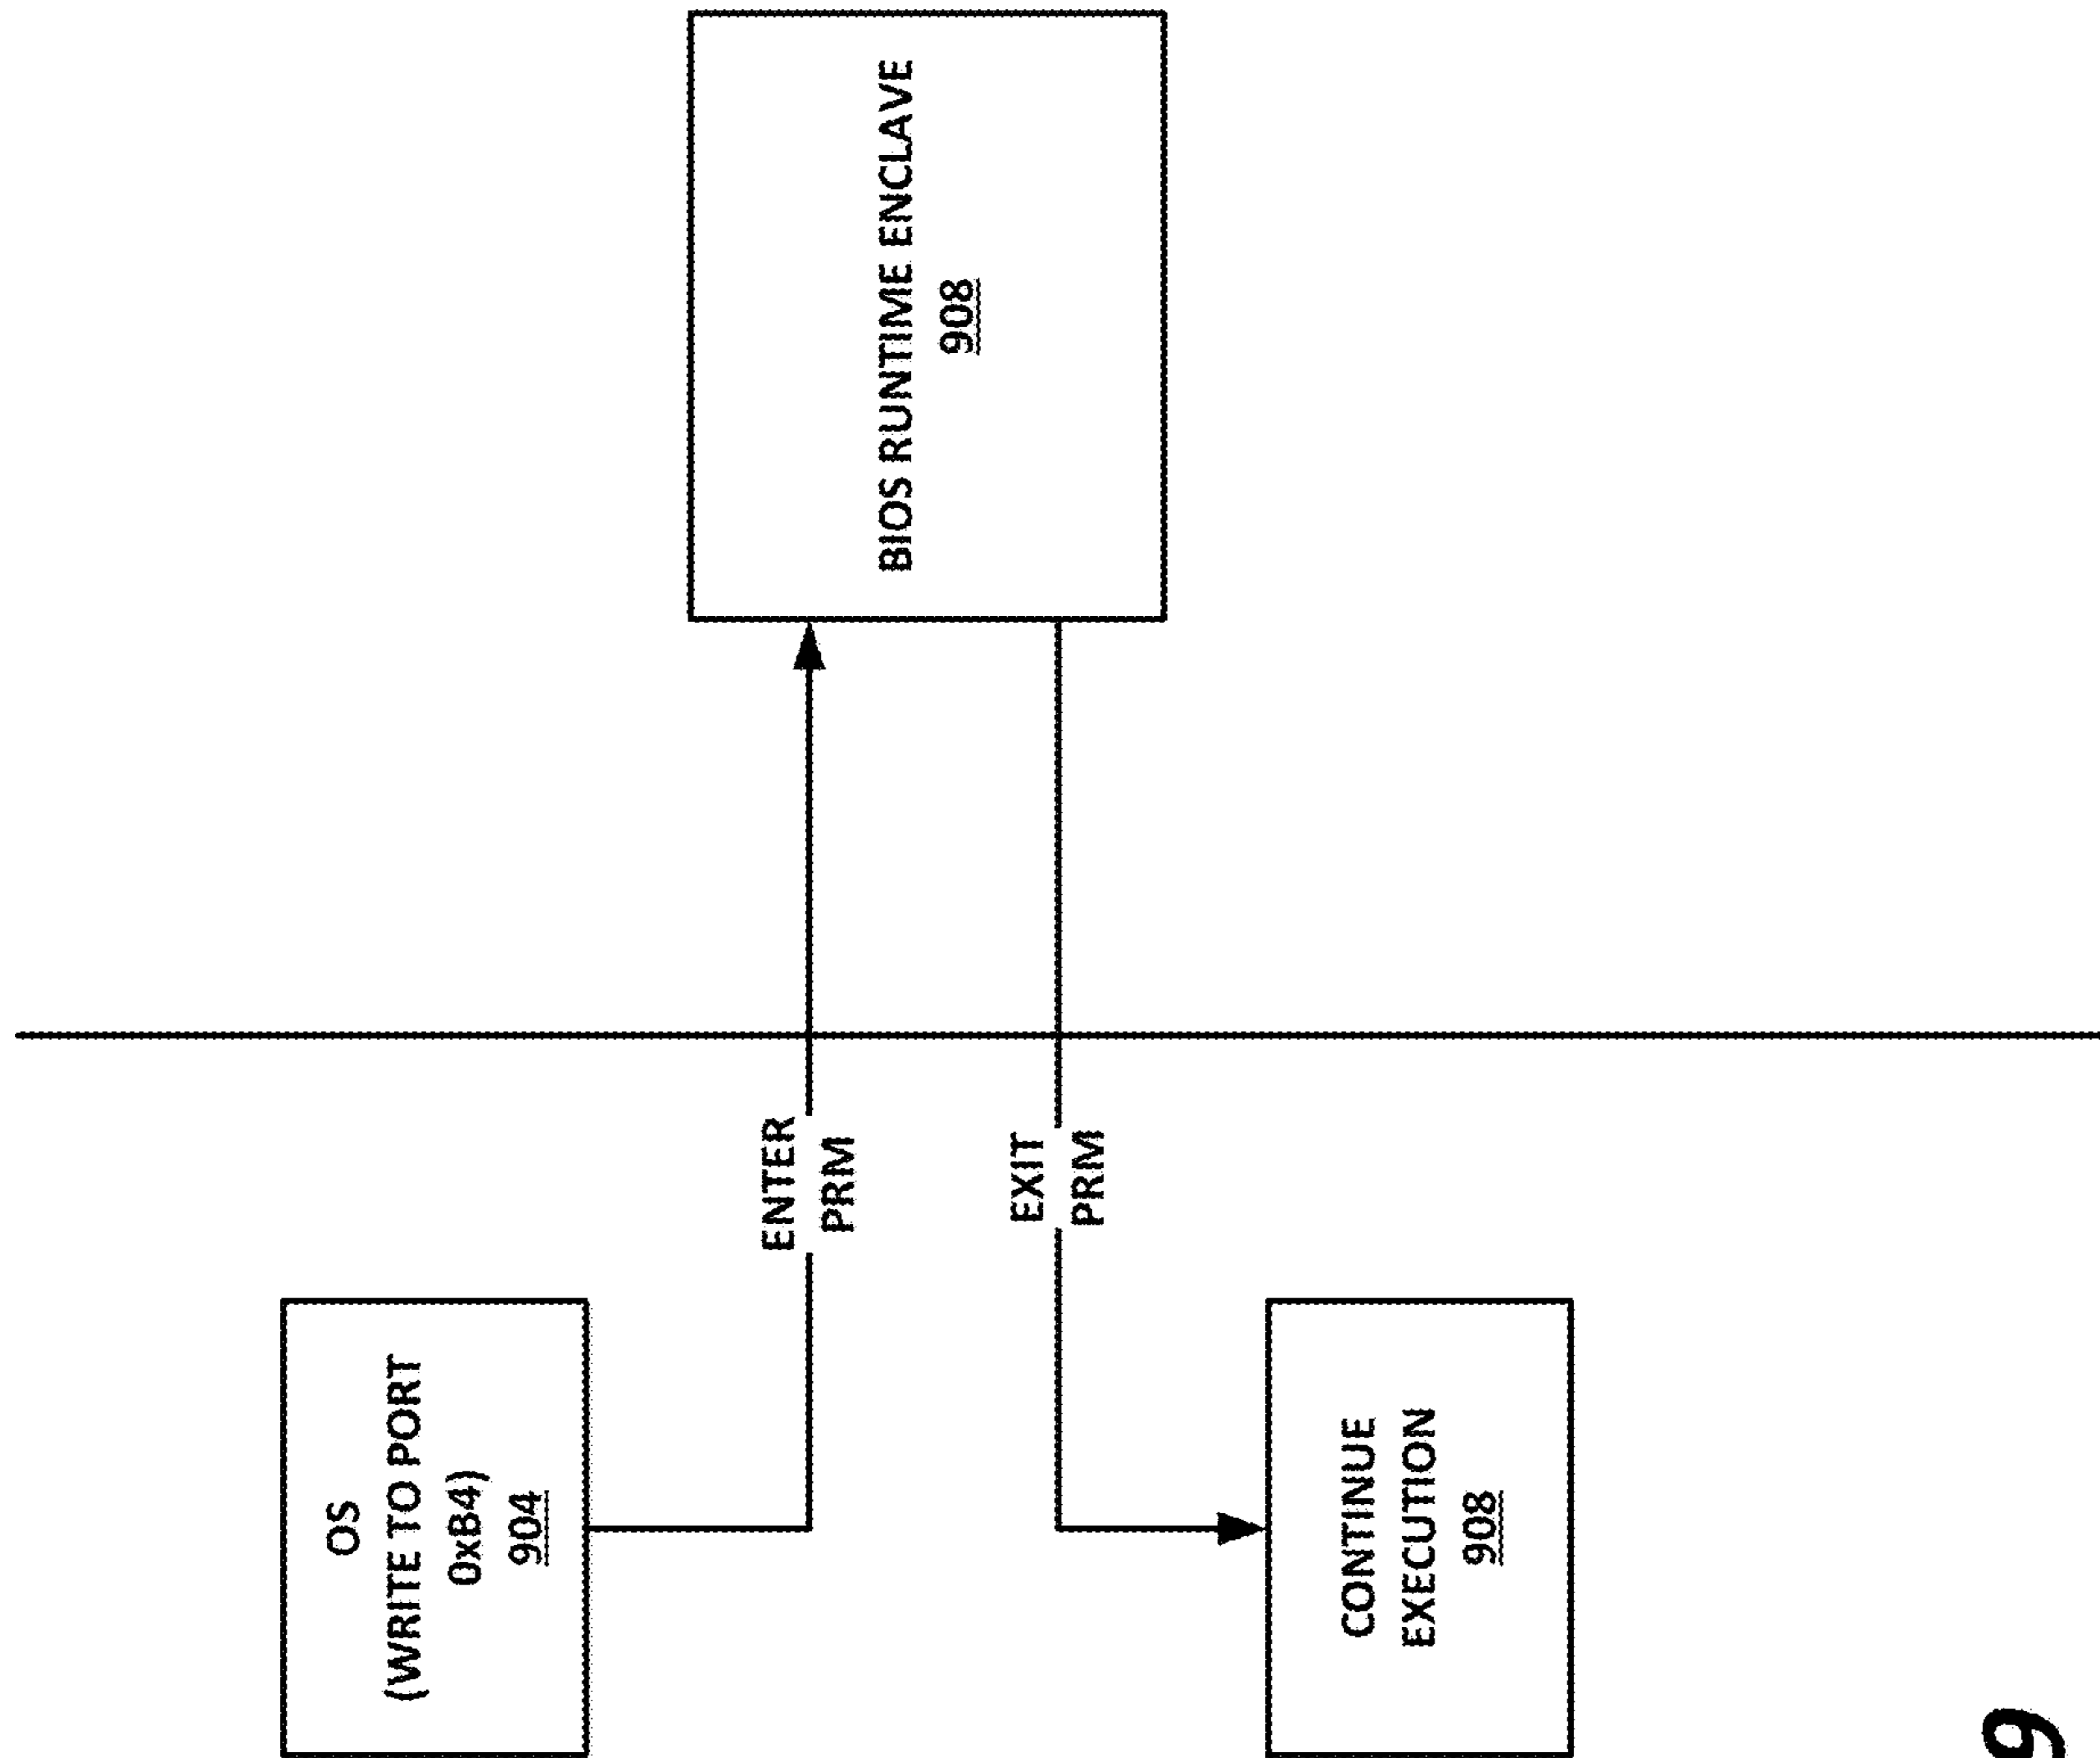 OS
(WRITE TO PORT
0xB4)
904
ENTER
PRM
BIOS RUNTIME ENCLAVE
908
EXIT
PRM
CONTINUE
EXECUTION
908
9